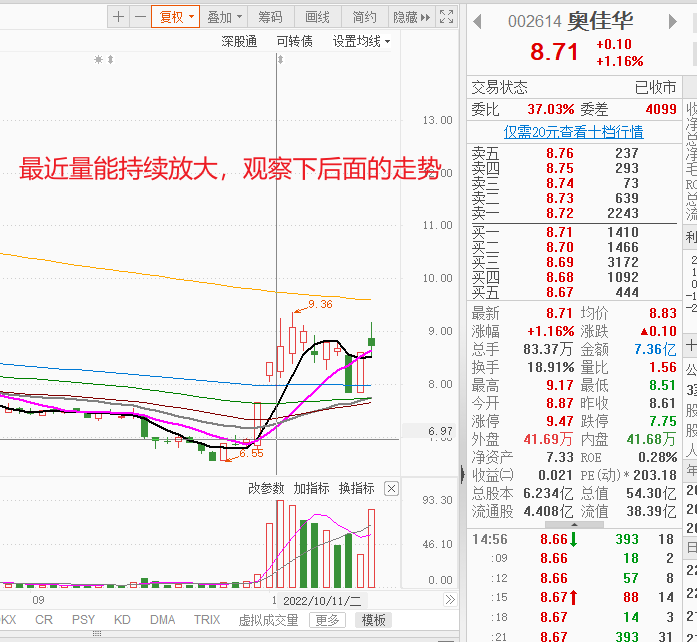 复权
叠加
筹码
画线
简约
隐藏
002614 奥佳华
深股通 可转债 设置均线
8.71
+0.10
+1.16%
交易状态 已收市
委比 37.03% 委差 4099
仅需20元查看十档行情
卖五 8.76 237
卖四 8.75 293
卖三 8.74 73
卖二 8.73 639
卖一 8.72 2243
买一 8.71 1410
买二 8.70 1466
买三 8.69 3172
买四 8.68 1092
买五 8.67 444
最新 8.71 均价 8.83
涨幅 +1.16% 涨跌 ▲0.10
总手 83.37万 金额 7.36亿
换手 18.91% 量比 1.56
最高 9.17 最低 8.51
今开 8.87 昨收 8.61
涨停 9.47 跌停 7.75
外盘 41.69万 内盘 41.68万
净资产 7.33 ROE 0.28%
收益(二) 0.021 PE(动)* 203.18
总股本 6.234亿 总值 54.30亿
流通股 4.408亿 流值 38.39亿
14:56 8.66 393 18
:09 8.66 18 2
:12 8.66 57 8
:15 8.67 88 14
:18 8.67 14 3
:21 8.67 393 31
13.00
最近量能持续放大，观察下后面的走势
11.00
10.00
9.36
9.00
8.00
6.97
6.55
改参数 加指标 换指标
93.30
46.10
0.00
09
1 2022/10/11/二
KX CR PSY KD DMA TRIX 虚拟成交量 更多 模板